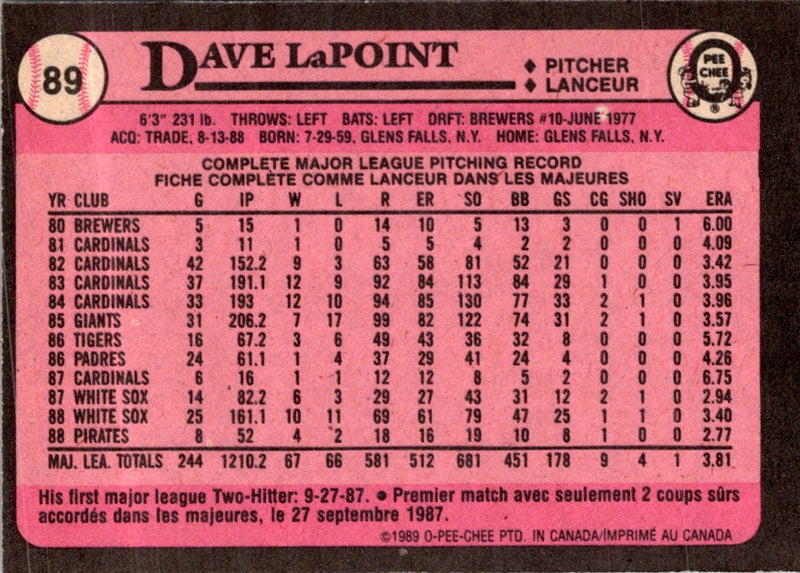 89
DAVE LaPOINT
♦ PITCHER
♦ LANCEUR
PEE CHEE
®
6'3" 231 lb. THROWS: LEFT BATS: LEFT DRFT: BREWERS #10-JUNE 1977
ACQ: TRADE, 8-13-88 BORN: 7-29-59, GLENS FALLS, N.Y. HOME: GLENS FALLS, N.Y.
COMPLETE MAJOR LEAGUE PITCHING RECORD
FICHE COMPLÈTE COMME LANCEUR DANS LES MAJEURES
YR CLUB G IP W L R ER SO BB GS CG SHO SV ERA
80 BREWERS 5 15 1 0 14 10 5 13 3 0 0 1 6.00
81 CARDINALS 3 11 1 0 5 5 4 2 2 0 0 0 4.09
82 CARDINALS 42 152.2 9 3 63 58 81 52 21 0 0 0 3.42
83 CARDINALS 37 191.1 12 9 92 84 113 84 29 1 0 0 3.95
84 CARDINALS 33 193 12 10 94 85 130 77 33 2 1 0 3.96
85 GIANTS 31 206.2 7 17 99 82 122 74 31 2 1 0 3.57
86 TIGERS 16 67.2 3 6 49 43 36 32 8 0 0 0 5.72
86 PADRES 24 61.1 1 4 37 29 41 24 4 0 0 0 4.26
87 CARDINALS 6 16 1 1 12 12 8 5 2 0 0 0 6.75
87 WHITE SOX 14 82.2 6 3 29 27 43 31 12 2 1 0 2.94
88 WHITE SOX 25 161.1 10 11 69 61 79 47 25 1 1 0 3.40
88 PIRATES 8 52 4 2 18 16 19 10 8 1 0 0 2.77
MAJ. LEA. TOTALS 244 1210.2 67 66 581 512 681 451 178 9 4 1 3.81
His first major league Two-Hitter: 9-27-87. ● Premier match avec seulement 2 coups sûrs
accordés dans les majeures, le 27 septembre 1987.
©1989 O-PEE-CHEE PTD. IN CANADA/IMPRIMÉ AU CANADA